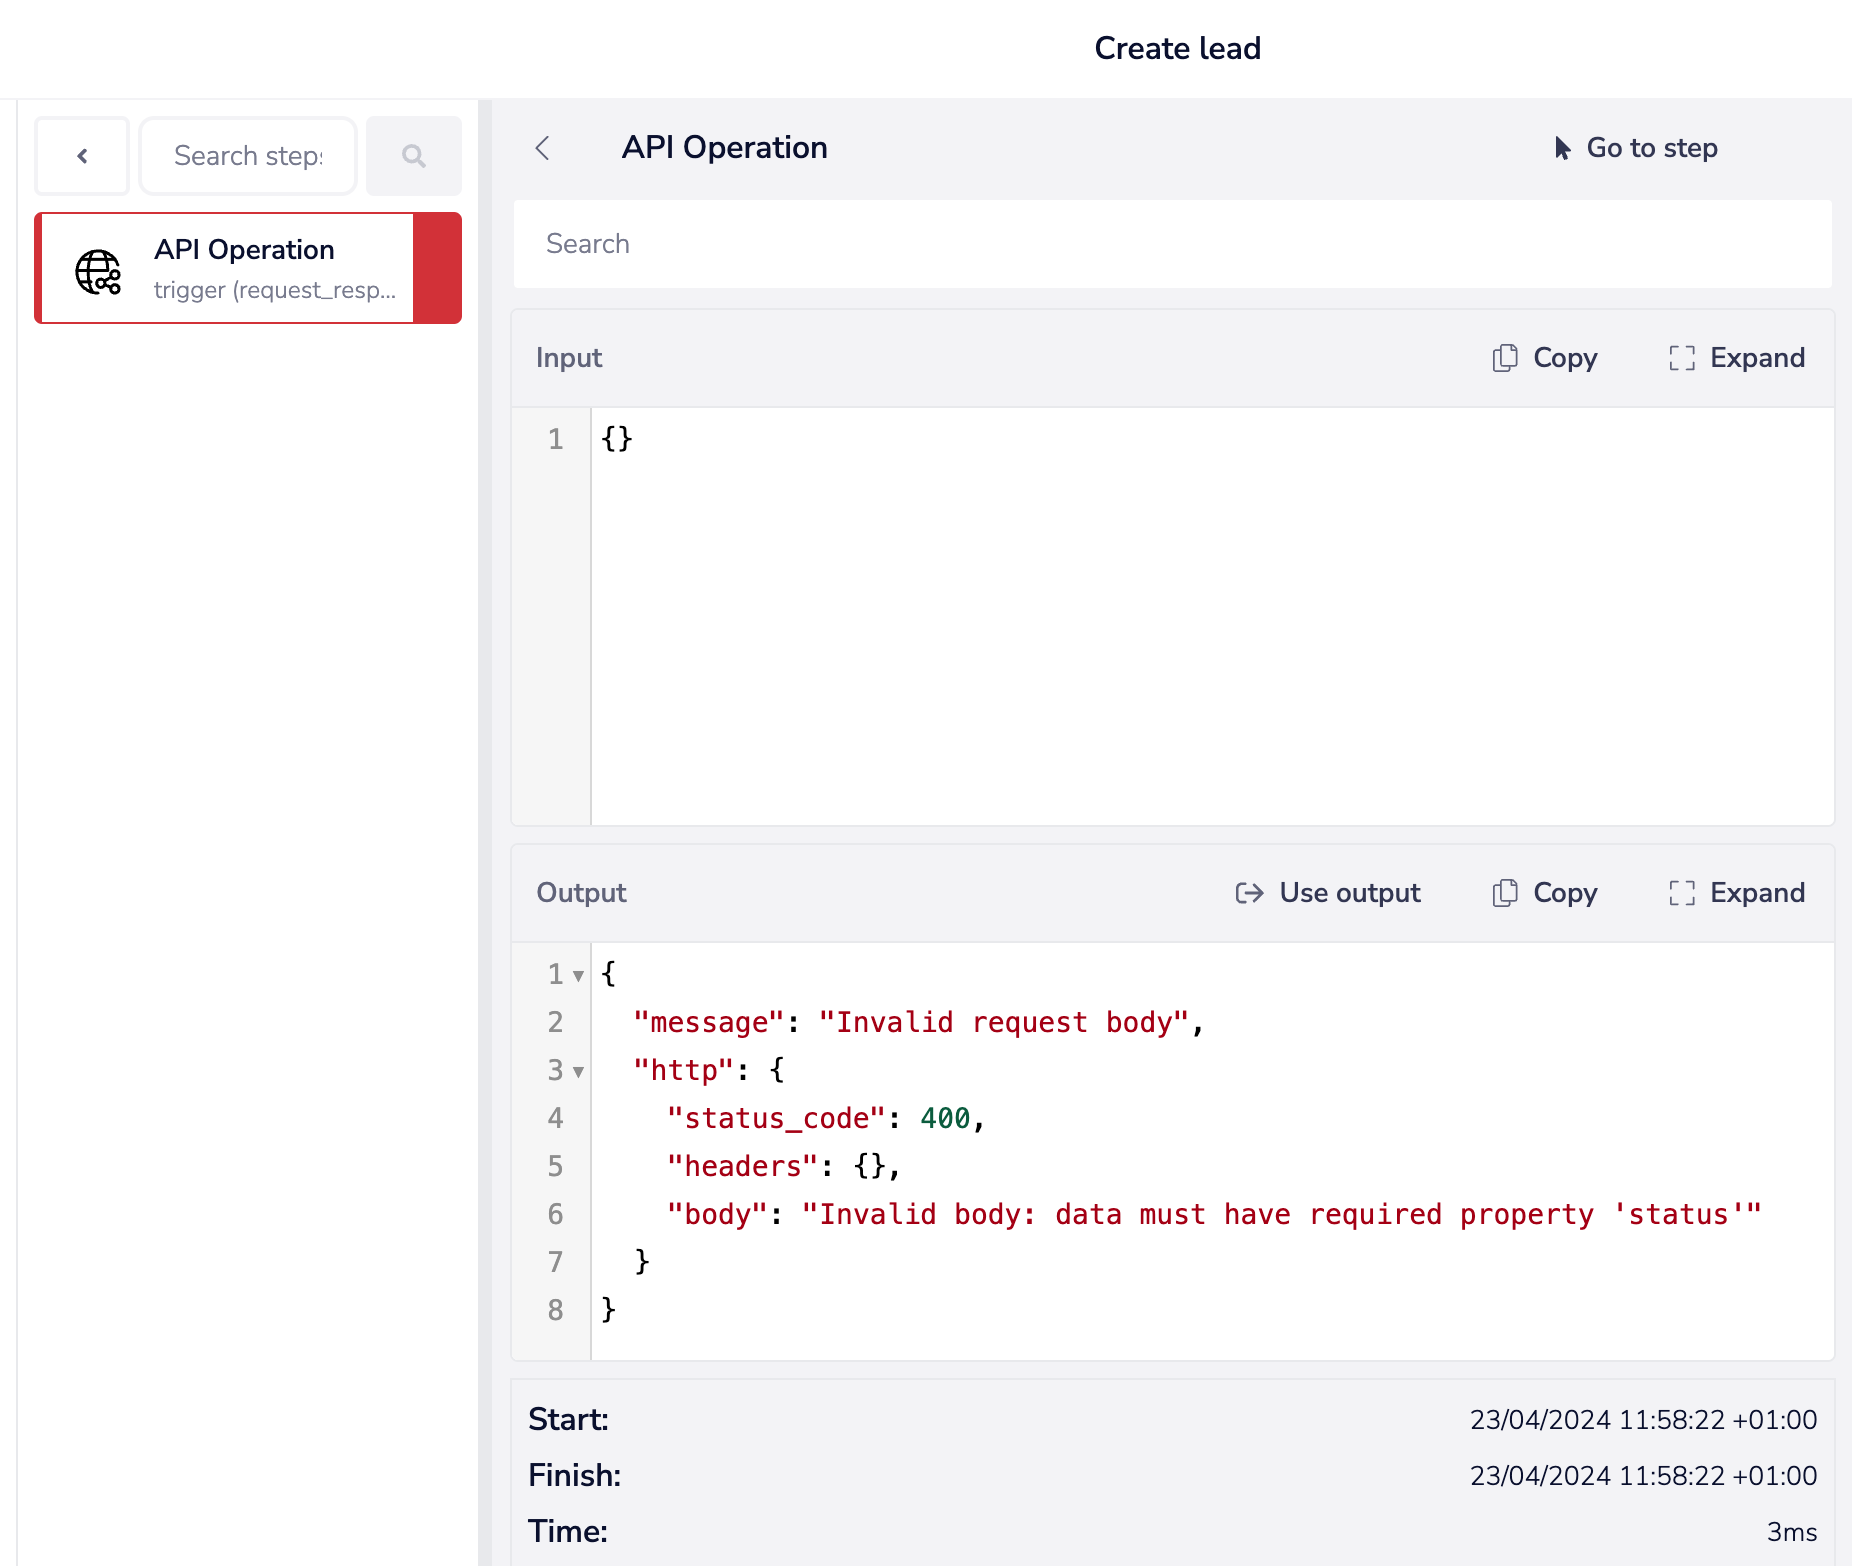 Create lead
Search steps
API Operation
trigger (request_resp...
API Operation
Go to step
Search
Input
Copy
Expand
1 {}
Output
Use output
Copy
Expand
1 {
2 "message": "Invalid request body",
3 "http": {
4 "status_code": 400,
5 "headers": {},
6 "body": "Invalid body: data must have required property 'status'"
7 }
8 }
Start: 23/04/2024 11:58:22 +01:00
Finish: 23/04/2024 11:58:22 +01:00
Time: 3ms